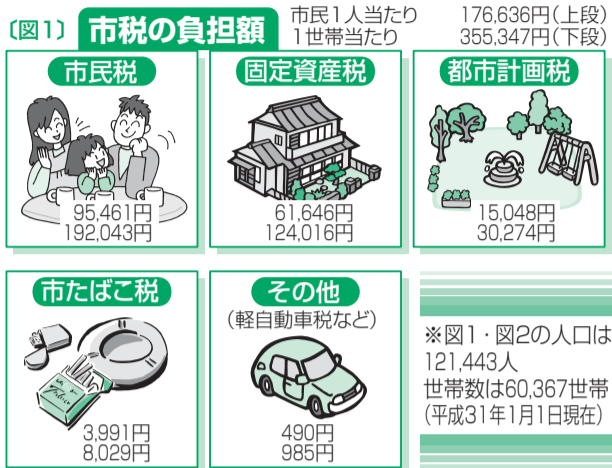 〔図1〕 市税の負担額 市民1人当たり 176,636円(上段)
1世帯当たり 355,347円(下段)
市民税
95,461円
192,043円
固定資産税
61,646円
124,016円
都市計画税
15,048円
30,274円
市たばこ税
3,991円
8,029円
その他
(軽自動車税など)
490円
985円
※図1・図2の人口は
121,443人
世帯数は60,367世帯
(平成31年1月1日現在)